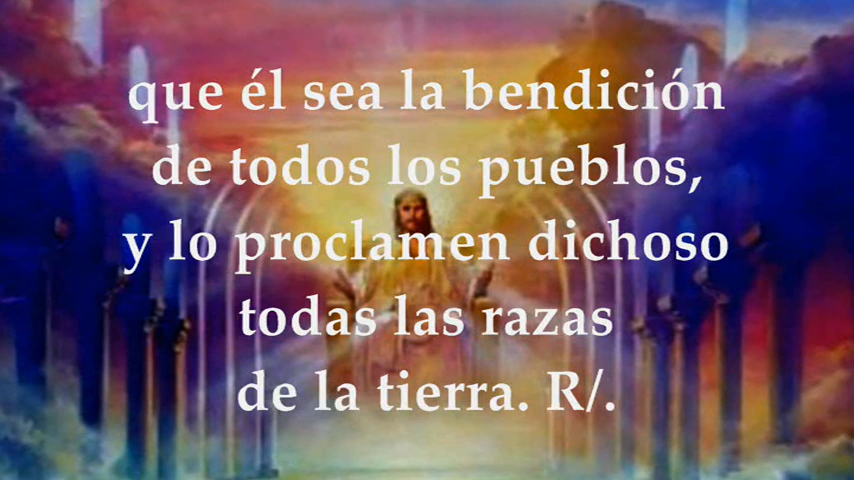 que él sea la bendición
de todos los pueblos,
y lo proclamen dichoso
todas las razas
de la tierra. R/.